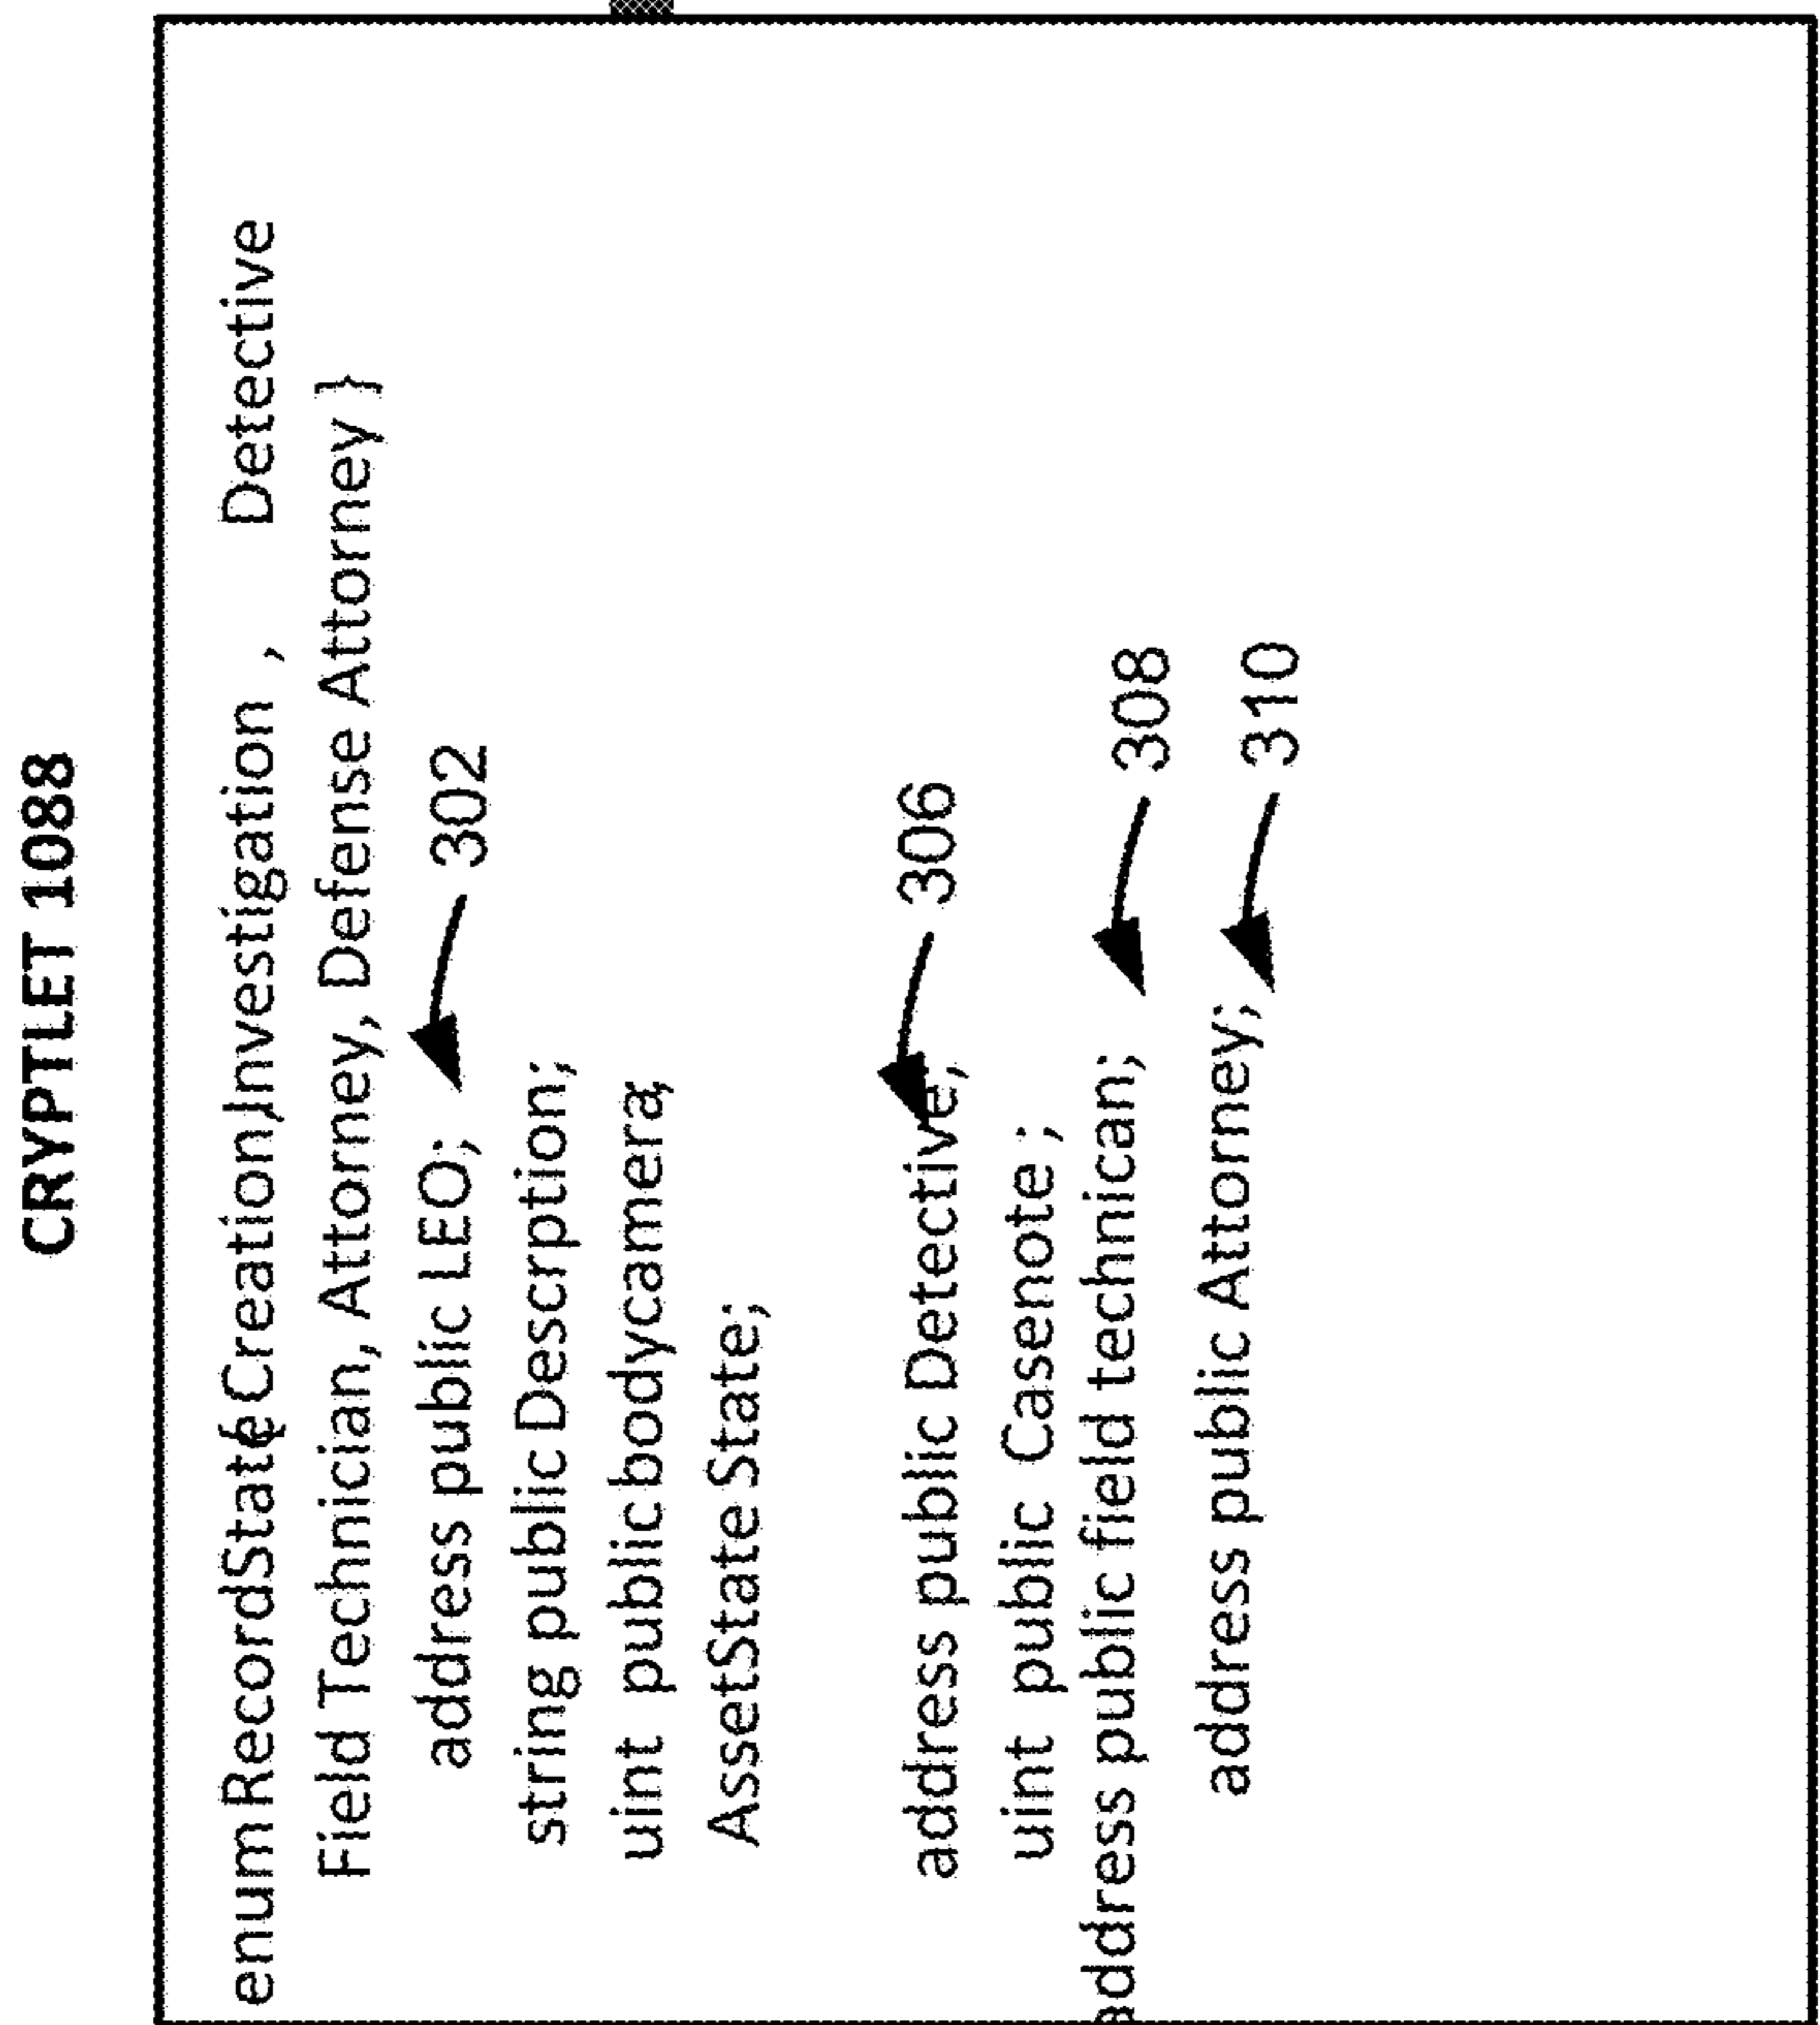 CRYPTLET 1088
enum RecordState{ Creation,Investigation , Detective
Field Technician, Attorney, Defense Attorney }
address public LEO; 302
string public Descrption;
uint public bodycamera;
AssetState State;
address public Detective; 306
uint public Casenote ;
address public field technican; 308
address public Attorney; 310